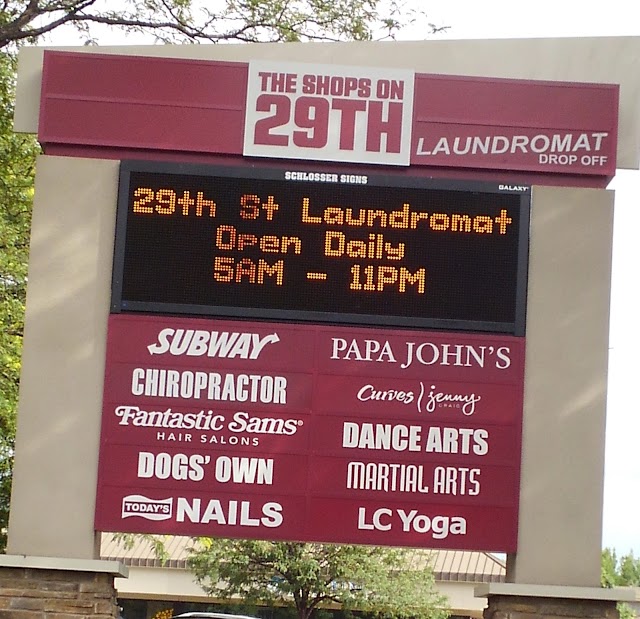 THE SHOPS ON
29TH
LAUNDROMAT
DROP OFF
SCHLOSSER SIGNS
GALAXY
29th St Laundromat
Open Daily
5AM - 11PM
SUBWAY
PAPA JOHN'S
CHIROPRACTOR
Curves jenny
CRAIG
Fantastic Sams®
HAIR SALONS
DANCE ARTS
DOGS' OWN
MARTIAL ARTS
TODAY'S NAILS
LC Yoga